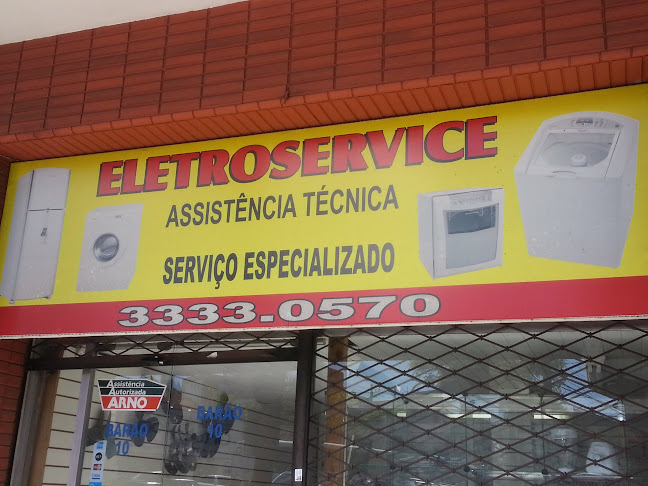 ELETROSERVICE
ASSISTÊNCIA TÉCNICA
SERVIÇO ESPECIALIZADO
3333.0570
Assistência
Autorizada
ARNO
BARÃO
10
BARÃO
10